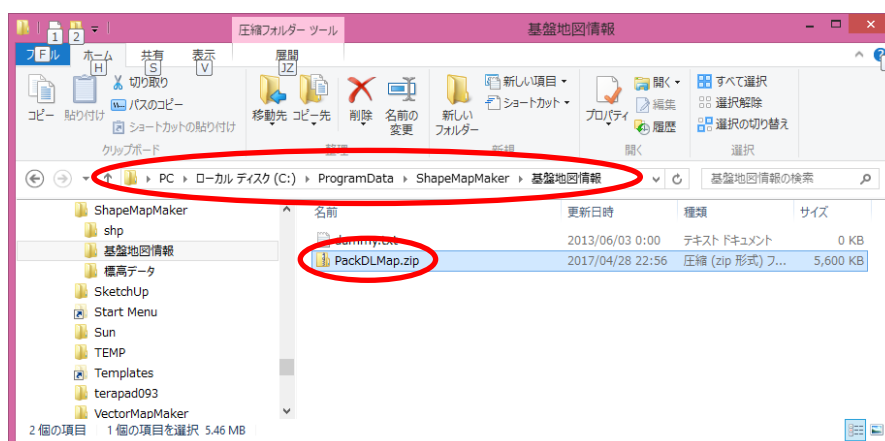 圧縮フォルダー ツール 基盤地図情報
1 2
ファイル ホーム 共有 表示 展開
F H S V JZ
コピー 貼り付け 切り取り パスのコピー ショートカットの貼り付け
クリップボード
移動先 コピー先 削除 名前の変更
整理
新しいフォルダー 新しい項目 ショートカット
新規
プロパティ 開く 編集 履歴
開く
すべて選択 選択解除 選択の切り替え
選択
PC ローカル ディスク (C:) ProgramData ShapeMapMaker 基盤地図情報 基盤地図情報の検索
名前 更新日時 種類 サイズ
dummy.txt 2013/06/03 0:00 テキスト ドキュメント 0 KB
PackDLMap.zip 2017/04/28 22:56 圧縮 (zip 形式) フ... 5,600 KB
ShapeMapMaker
shp
基盤地図情報
標高データ
SketchUp
Start Menu
Sun
TEMP
Templates
terapad093
VectorMapMaker
2 個の項目 1 個の項目を選択 5.46 MB